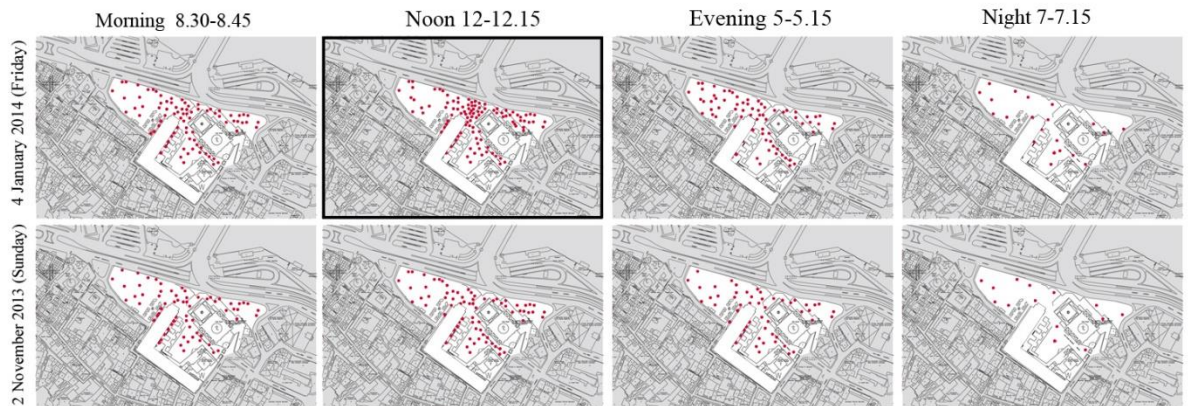 Morning 8.30-8.45
Noon 12-12.15
Evening 5-5.15
Night 7-7.15
4 January 2014 (Friday)
2 November 2013 (Sunday)